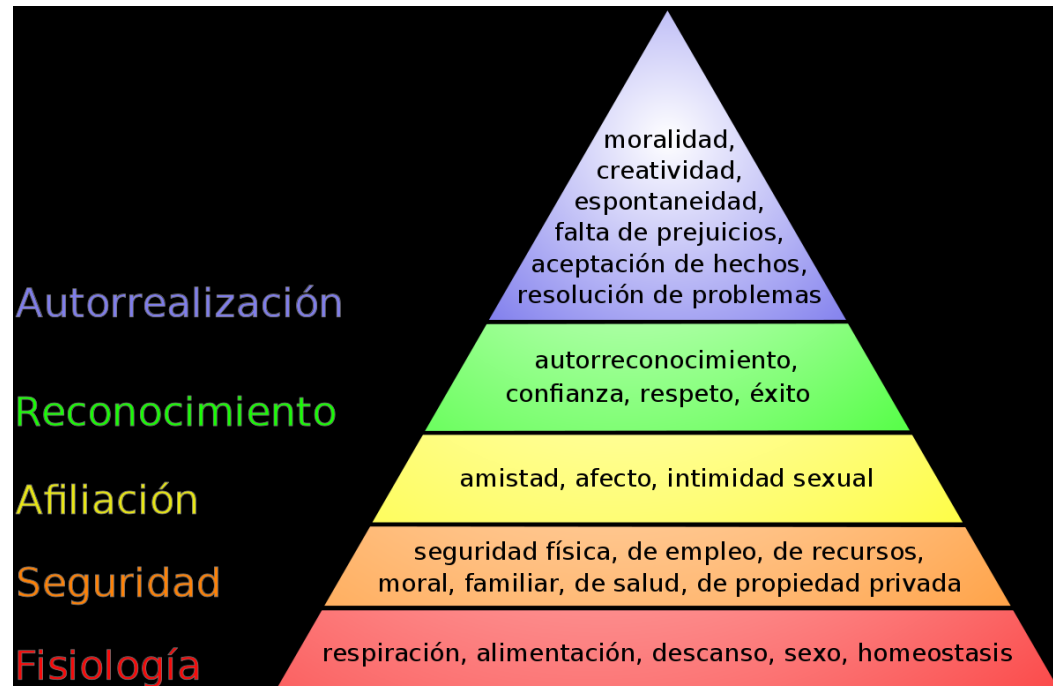 moralidad,
creatividad,
espontaneidad,
falta de prejuicios,
aceptación de hechos,
resolución de problemas
Autorrealización
autorreconocimiento,
confianza, respeto, éxito
Reconocimiento
amistad, afecto, intimidad sexual
Afiliación
seguridad física, de empleo, de recursos,
moral, familiar, de salud, de propiedad privada
Seguridad
respiración, alimentación, descanso, sexo, homeostasis
Fisiología